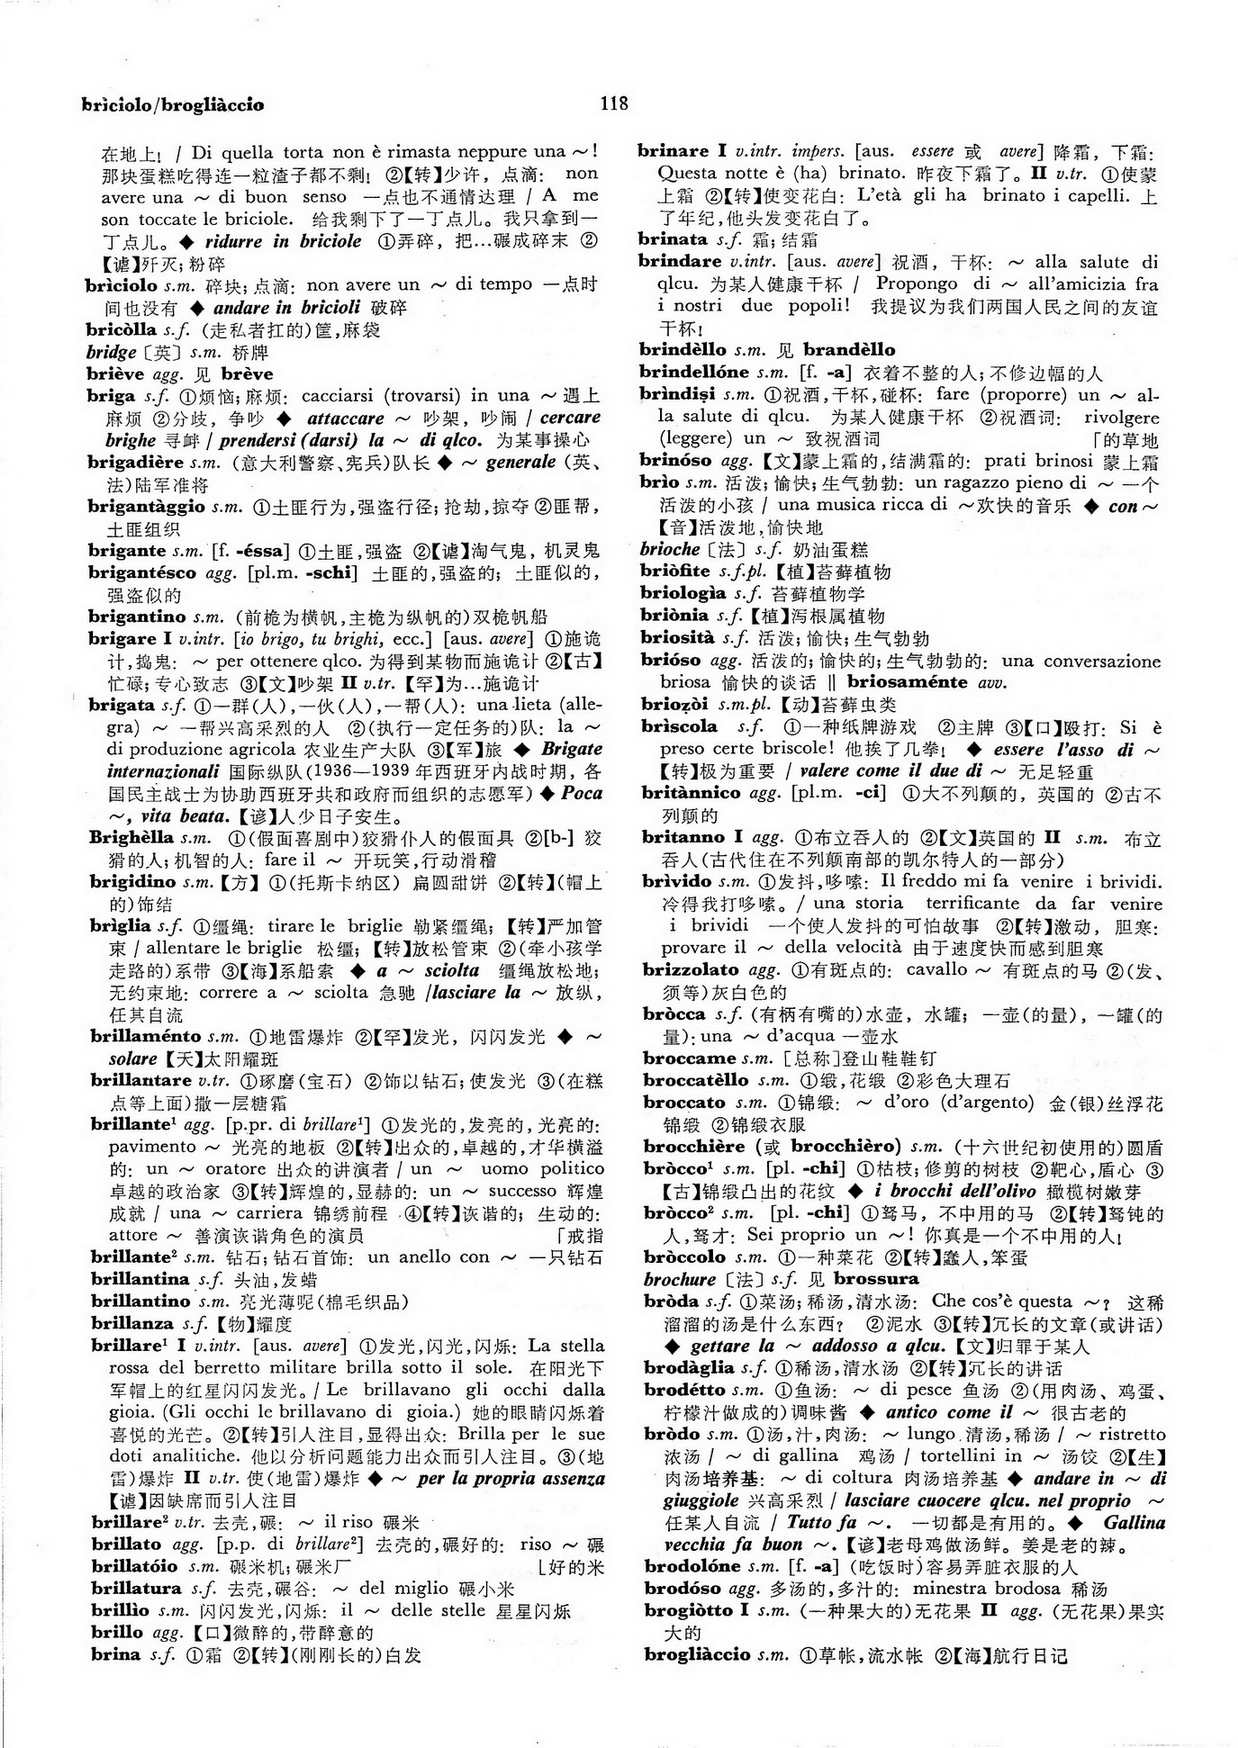 brìciolo/brogliàccio
118
在地上! / Di quella torta non è rimasta neppure una ～!
那块蛋糕吃得连一粒渣子都不剩! ②【转】少许, 点滴: non
avere una ～ di buon senso 一点也不通情达理 / A me
son toccate le briciole. 给我剩下了一丁点儿。我只拿到一
丁点儿。◆ ridurre in briciole ①弄碎, 把…碾成碎末 ②
【谑】歼灭; 粉碎
brìciolo s.m. 碎块; 点滴: non avere un ～ di tempo 一点时
间也没有 ◆ andare in bricioli 破碎
bricòlla s.f. (走私者扛的)筐,麻袋
bridge〔英〕s.m. 桥牌
briève agg. 见 brève
briga s.f. ①烦恼; 麻烦: cacciarsi (trovarsi) in una ～遇上
麻烦 ②分歧, 争吵 ◆ attaccare ～ 吵架, 吵闹 / cercare
brighe 寻衅 / prendersi (darsi) la ～ di qlco. 为某事操心
brigadière s.m. (意大利警察、宪兵)队长 ◆ ～ generale (英、
法)陆军准将
brigantàggio s.m. ①土匪行为,强盗行径; 抢劫,掠夺 ②匪帮,
土匪组织
brigante s.m. [f. -éssa] ①土匪,强盗 ②【谑】淘气鬼, 机灵鬼
brigantésco agg. [pl.m. -schi] 土匪的,强盗的; 土匪似的,
强盗似的
brigantino s.m. (前桅为横帆,主桅为纵帆的)双桅帆船
brigare I v.intr. [io brigo, tu brighi, ecc.] [aus. avere] ①施诡
计,捣鬼: ～ per ottenere qlco. 为得到某物而施诡计 ②【古】
忙碌; 专心致志 ③【文】吵架 II v.tr. 【罕】为…施诡计
brigata s.f. ①一群(人),一伙(人),一帮(人): una lieta (alle-
gra) ～ 一帮兴高采烈的人 ②(执行一定任务的)队: la ～
di produzione agricola 农业生产大队 ③【军】旅 ◆ Brigate
internazionali 国际纵队(1936—1939 年西班牙内战时期, 各
国民主战士为协助西班牙共和政府而组织的志愿军) ◆ Poca
～, vita beata.【谚】人少日子安生。
Brighèlla s.m. ①(假面喜剧中)狡猾仆人的假面具 ②[b-] 狡
猾的人; 机智的人: fare il ～ 开玩笑,行动滑稽
brigidino s.m.【方】 ①(托斯卡纳区) 扁圆甜饼 ②【转】(帽上
的)饰结
brìglia s.f. ①缰绳: tirare le briglie 勒紧缰绳; 【转】严加管
束 / allentare le briglie 松缰; 【转】放松管束 ②(牵小孩学
走路的)系带 ③【海】系船索 ◆ a ～ sciolta 缰绳放松地;
无约束地: correre a ～ sciolta 急驰 /lasciare la ～ 放纵,
任其自流
brillaménto s.m. ①地雷爆炸 ②【罕】发光, 闪闪发光 ◆ ～
solare【天】太阳耀斑
brillantare v.tr. ①琢磨(宝石) ②饰以钻石; 使发光 ③(在糕
点等上面)撒一层糖霜
brillante¹ agg. [p.pr. di brillare¹] ①发光的,发亮的,光亮的:
pavimento ～ 光亮的地板 ②【转】出众的,卓越的,才华横溢
的: un ～ oratore 出众的讲演者 / un ～ uomo politico
卓越的政治家 ③【转】辉煌的,显赫的: un ～ successo 辉煌
成就 / una ～ carriera 锦绣前程 ④【转】诙谐的; 生动的:
attore ～ 善演诙谐角色的演员 「戒指
brillante² s.m. 钻石; 钻石首饰: un anello con ～ 一只钻石
brillantina s.f. 头油,发蜡
brillantino s.m. 亮光薄呢(棉毛织品)
brillanza s.f.【物】耀度
brillare¹ I v.intr. [aus. avere] ①发光,闪光,闪烁: La stella
rossa del berretto militare brilla sotto il sole. 在阳光下
军帽上的红星闪闪发光。/ Le brillavano gli occhi dalla
gioia. (Gli occhi le brillavano di gioia.) 她的眼睛闪烁着
喜悦的光芒。②【转】引人注目,显得出众: Brilla per le sue
doti analitiche. 他以分析问题能力出众而引人注目。③(地
雷)爆炸 II v.tr. 使(地雷)爆炸 ◆ ～ per la propria assenza
【谑】因缺席而引人注目
brillare² v.tr. 去壳,碾: ～ il riso 碾米
brillato agg. [p.p. di brillare²] 去壳的,碾好的: riso ～ 碾
brillatóio s.m. 碾米机; 碾米厂 ⌊好的米
brillatura s.f. 去壳,碾谷: ～ del miglio 碾小米
brillìo s.m. 闪闪发光,闪烁: il ～ delle stelle 星星闪烁
brillo agg.【口】微醉的,带醉意的
brina s.f. ①霜 ②【转】(刚刚长的)白发
brinare I v.intr. impers. [aus. essere 或 avere] 降霜, 下霜:
Questa notte è (ha) brinato. 昨夜下霜了。II v.tr. ①使蒙
上霜 ②【转】使变花白: L'età gli ha brinato i capelli. 上
了年纪,他头发变花白了。
brinata s.f. 霜; 结霜
brindare v.intr. [aus. avere] 祝酒, 干杯: ～ alla salute di
qlcu. 为某人健康干杯 / Propongo di ～ all'amicizia fra
i nostri due popoli! 我提议为我们两国人民之间的友谊
干杯!
brindèllo s.m. 见 brandèllo
brindellóne s.m. [f. -a] 衣着不整的人; 不修边幅的人
brìndiṣi s.m. ①祝酒,干杯,碰杯: fare (proporre) un ～ al-
la salute di qlcu. 为某人健康干杯 ②祝酒词: rivolgere
(leggere) un ～ 致祝酒词 「的草地
brinóso agg.【文】蒙上霜的,结满霜的: prati brinosi 蒙上霜
brìo s.m. 活泼; 愉快; 生气勃勃: un ragazzo pieno di ～ 一个
活泼的小孩 / una musica ricca di ～欢快的音乐 ◆ con～
【音】活泼地,愉快地
brioche〔法〕s.f. 奶油蛋糕
briòfite s.f.pl.【植】苔藓植物
briologìa s.f. 苔藓植物学
briònia s.f.【植】泻根属植物
briosità s.f. 活泼; 愉快; 生气勃勃
brióso agg. 活泼的; 愉快的; 生气勃勃的: una conversazione
briosa 愉快的谈话 ‖ briosaménte avv.
brioẓòi s.m.pl.【动】苔藓虫类
brìscola s.f. ①一种纸牌游戏 ②主牌 ③【口】殴打: Si è
preso certe briscole! 他挨了几拳! ◆ essere l'asso di ～
【转】极为重要 / valere come il due di ～ 无足轻重
britànnico agg. [pl.m. -ci] ①大不列颠的, 英国的 ②古不
列颠的
britanno I agg. ①布立吞人的 ②【文】英国的 II s.m. 布立
吞人(古代住在不列颠南部的凯尔特人的一部分)
brìvido s.m. ①发抖,哆嗦: Il freddo mi fa venire i brividi.
冷得我打哆嗦。/ una storia terrificante da far venire
i brividi 一个使人发抖的可怕故事 ②【转】激动, 胆寒:
provare il ～ della velocità 由于速度快而感到胆寒
brizzolato agg. ①有斑点的: cavallo ～ 有斑点的马 ②(发、
须等)灰白色的
bròcca s.f. (有柄有嘴的)水壶, 水罐; 一壶(的量), 一罐(的
量): una ～ d'acqua 一壶水
broccame s.m. [总称]登山鞋鞋钉
broccatèllo s.m. ①缎,花缎 ②彩色大理石
broccato s.m. ①锦缎: ～ d'oro (d'argento) 金(银)丝浮花
锦缎 ②锦缎衣服
brocchière (或 brocchièro) s.m. (十六世纪初使用的)圆盾
bròcco¹ s.m. [pl. -chi] ①枯枝; 修剪的树枝 ②靶心,盾心 ③
【古】锦缎凸出的花纹 ◆ i brocchi dell'olivo 橄榄树嫩芽
bròcco² s.m. [pl. -chi] ①驽马, 不中用的马 ②【转】驽钝的
人,驽才: Sei proprio un ～! 你真是一个不中用的人!
bròccolo s.m. ①一种菜花 ②【转】蠢人,笨蛋
brochure〔法〕s.f. 见 brossura
bròda s.f. ①菜汤; 稀汤,清水汤: Che cos'è questa ～? 这稀
溜溜的汤是什么东西? ②泥水 ③【转】冗长的文章(或讲话)
◆ gettare la ～ addosso a qlcu.【文】归罪于某人
brodàglia s.f. ①稀汤,清水汤 ②【转】冗长的讲话
brodétto s.m. ①鱼汤: ～ di pesce 鱼汤 ②(用肉汤、鸡蛋、
柠檬汁做成的)调味酱 ◆ antico come il ～ 很古老的
bròdo s.m. ①汤,汁,肉汤: ～ lungo 清汤,稀汤 / ～ ristretto
浓汤 / ～ di gallina 鸡汤 / tortellini in ～ 汤饺 ②【生】
肉汤培养基: ～ di coltura 肉汤培养基 ◆ andare in ～ di
giuggiole 兴高采烈 / lasciare cuocere qlcu. nel proprio ～
任某人自流 / Tutto fa ～. 一切都是有用的。◆ Gallina
vecchia fa buon ～.【谚】老母鸡做汤鲜。姜是老的辣。
brodolóne s.m. [f. -a] (吃饭时)容易弄脏衣服的人
brodóso agg. 多汤的,多汁的: minestra brodosa 稀汤
brogiòtto I s.m. (一种果大的)无花果 II agg. (无花果)果实
大的
brogliàccio s.m. ①草帐,流水帐 ②【海】航行日记